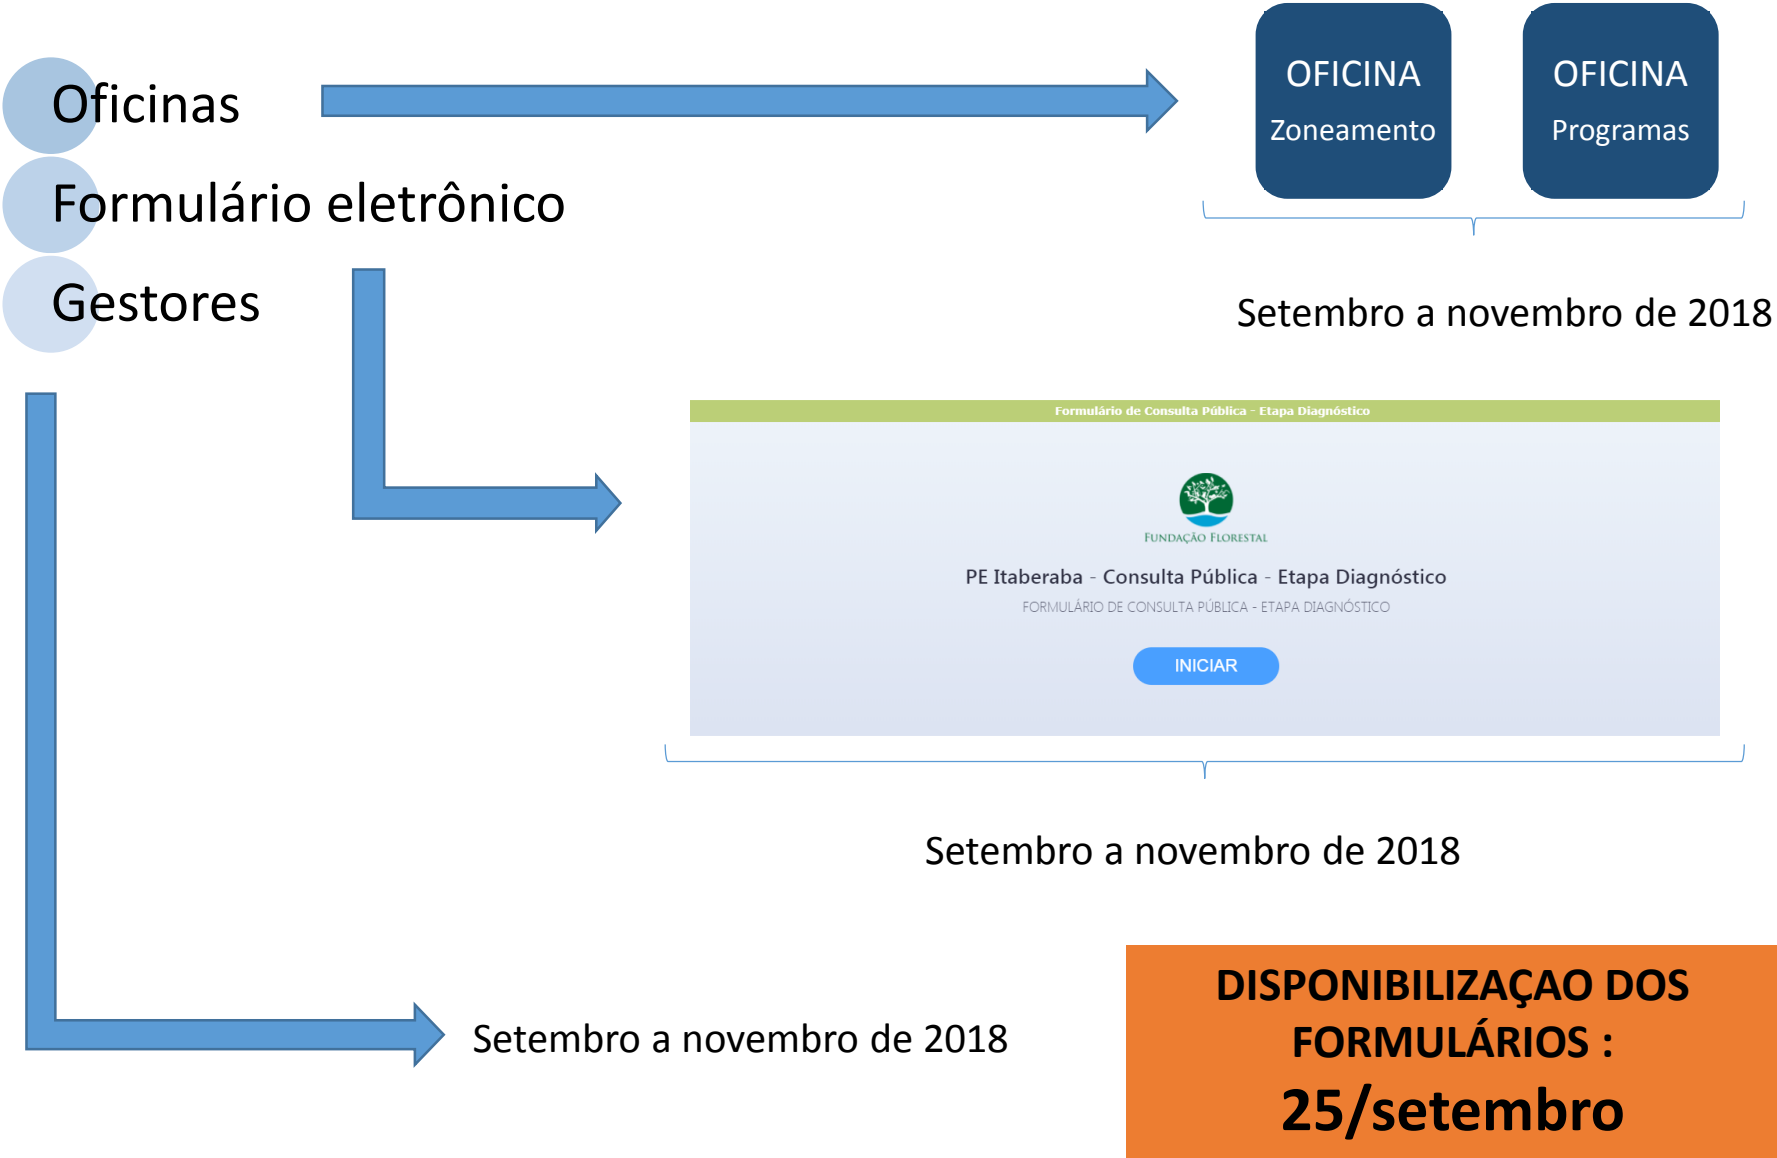 Oficinas
Formulário eletrônico
Gestores
OFICINA
Zoneamento
OFICINA
Programas
Setembro a novembro de 2018
Formulário de Consulta Pública - Etapa Diagnóstico
FUNDAÇÃO FLORESTAL
PE Itaberaba - Consulta Pública - Etapa Diagnóstico
FORMULÁRIO DE CONSULTA PÚBLICA - ETAPA DIAGNÓSTICO
INICIAR
Setembro a novembro de 2018
Setembro a novembro de 2018
DISPONIBILIZAÇAO DOS
FORMULÁRIOS :
25/setembro